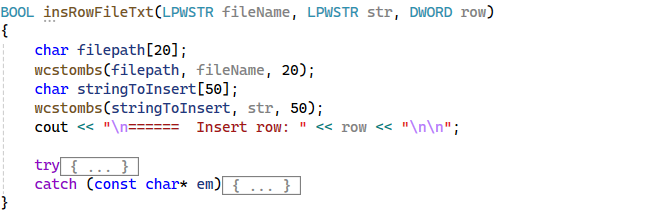 BOOL insRowFileTxt(LPWSTR fileName, LPWSTR str, DWORD row)
{
    char filepath[20];
    wcstombs(filepath, fileName, 20);
    char stringToInsert[50];
    wcstombs(stringToInsert, str, 50);
    cout << "\n======  Insert row: " << row << "\n\n";

    try{ ... }
    catch (const char* em){ ... }
}